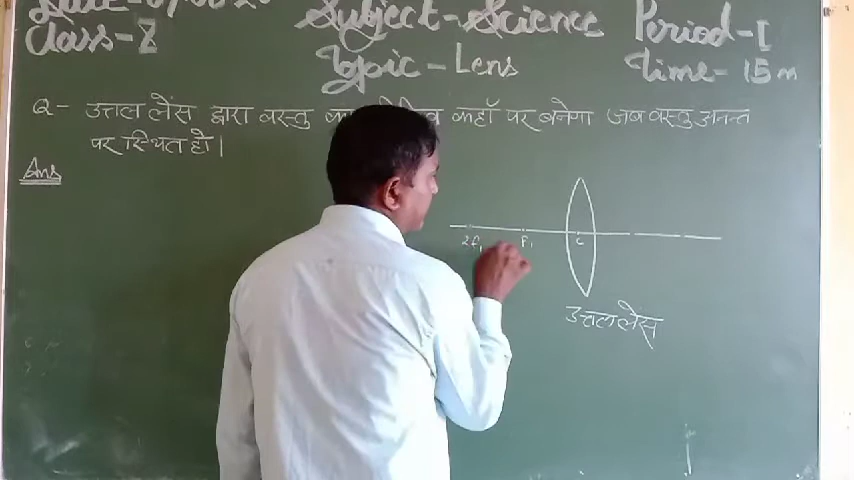 Subject-Science Period-I
Class-8
Topic-Lens Time-15m
Q- उत्तल लेंस द्वारा वस्तु का कहाँ पर बनेगा जब वस्तु अनन्त
पर स्थित हो।
Ans
2F₁ F₁ C
उत्तल लेंस